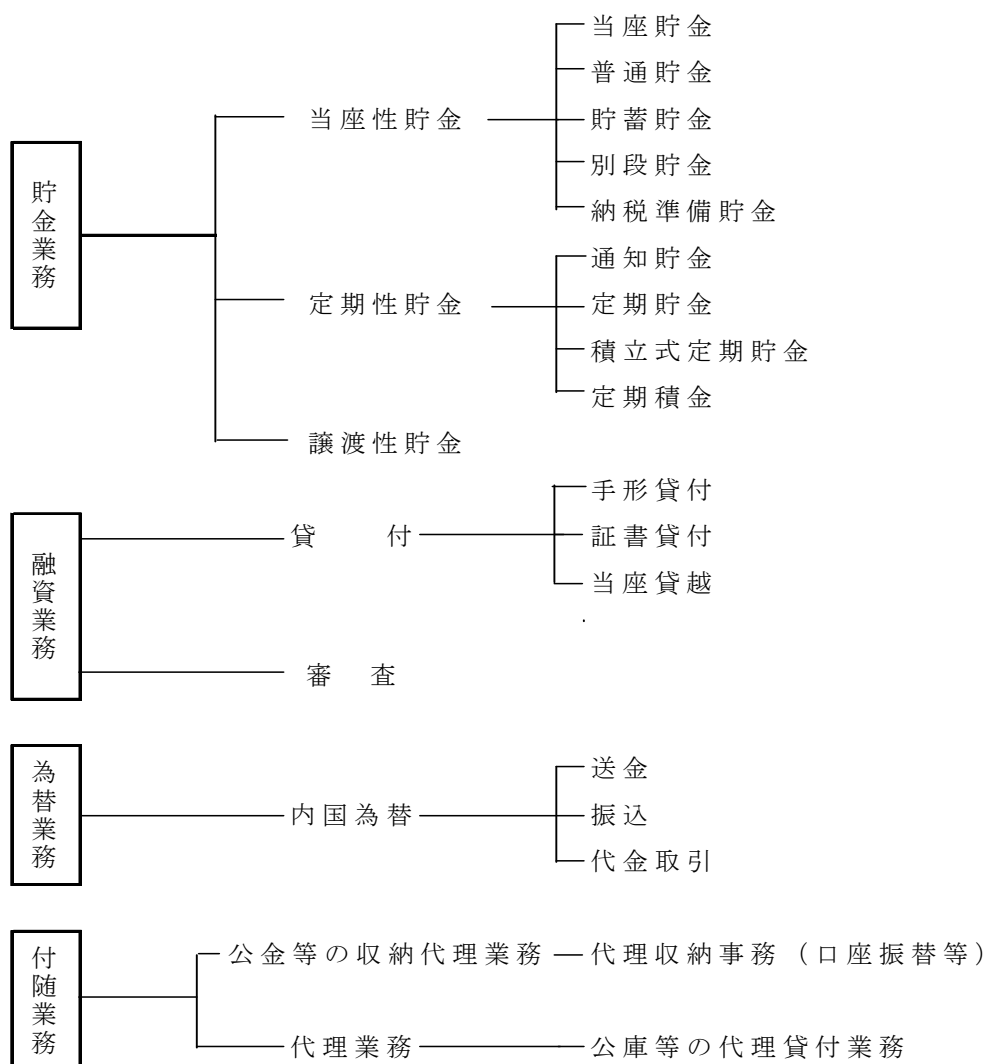 貯金業務
当座性貯金
当座貯金
普通貯金
貯蓄貯金
別段貯金
納税準備貯金
定期性貯金
通知貯金
定期貯金
積立式定期貯金
定期積金
譲渡性貯金
融資業務
貸付
手形貸付
証書貸付
当座貸越
審査
為替業務
内国為替
送金
振込
代金取引
付随業務
公金等の収納代理業務
代理収納事務（口座振替等）
代理業務
公庫等の代理貸付業務